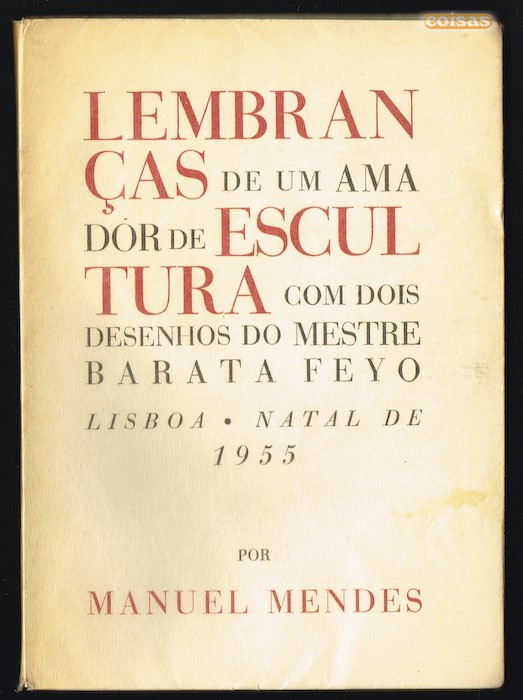 coisas
LEMBRAN
ÇAS DE UM AMA
DOR DE ESCUL
TURA COM DOIS
DESENHOS DO MESTRE
BARATA FEYO
LISBOA • NATAL DE
1955
POR
MANUEL MENDES